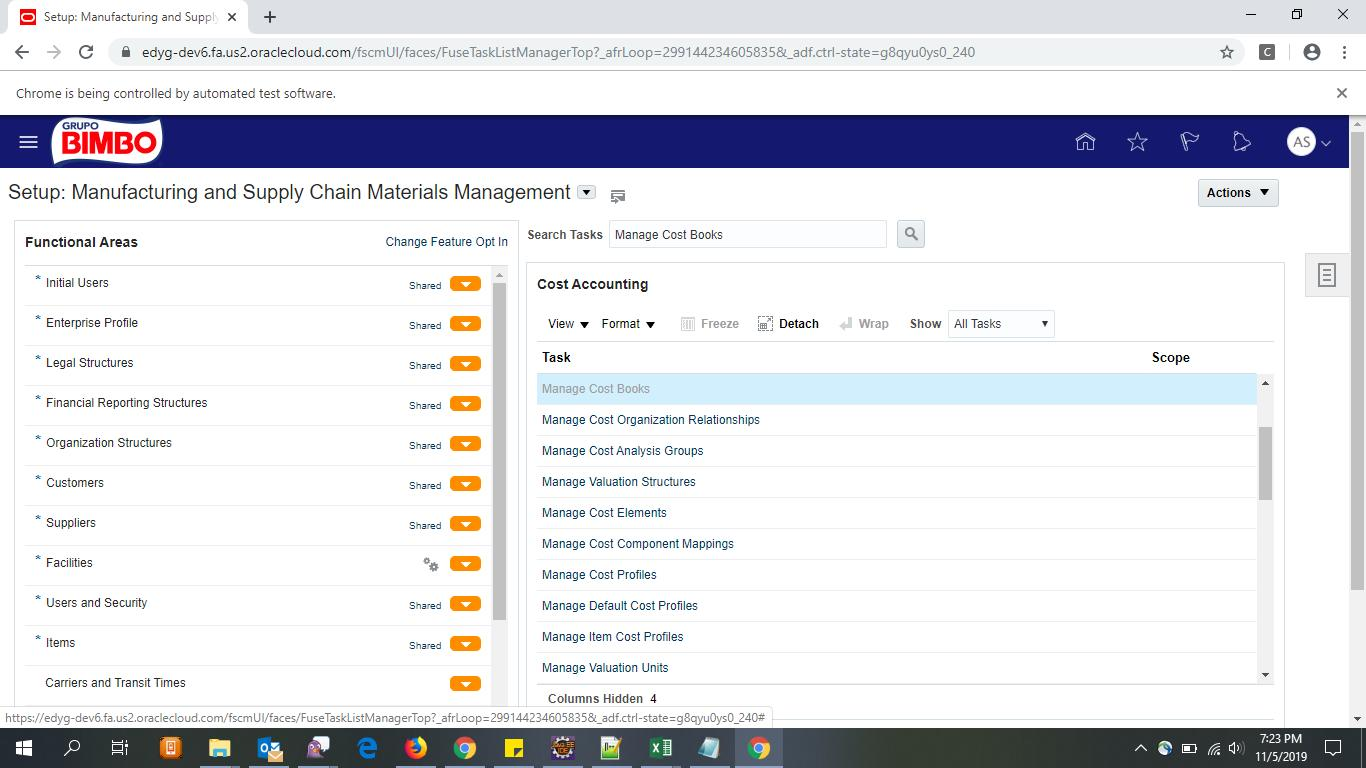 Setup: Manufacturing and Supply
edyg-dev6.fa.us2.oraclecloud.com/fscmUI/faces/FuseTaskListManagerTop?_afrLoop=299144234605835&_adf.ctrl-state=g8qyu0ys0_240
C
Chrome is being controlled by automated test software.
GRUPO
BIMBO
AS
Setup: Manufacturing and Supply Chain Materials Management
Actions
Functional Areas
Change Feature Opt In
Search Tasks Manage Cost Books
* Initial Users Shared
* Enterprise Profile Shared
* Legal Structures Shared
* Financial Reporting Structures Shared
* Organization Structures Shared
* Customers Shared
* Suppliers Shared
* Facilities
* Users and Security Shared
* Items Shared
Carriers and Transit Times
Cost Accounting
View Format Freeze Detach Wrap Show All Tasks
Task Scope
Manage Cost Books
Manage Cost Organization Relationships
Manage Cost Analysis Groups
Manage Valuation Structures
Manage Cost Elements
Manage Cost Component Mappings
Manage Cost Profiles
Manage Default Cost Profiles
Manage Item Cost Profiles
Manage Valuation Units
Columns Hidden 4
https://edyg-dev6.fa.us2.oraclecloud.com/fscmUI/faces/FuseTaskListManagerTop?_afrLoop=299144234605835&_adf.ctrl-state=g8qyu0ys0_240#
7:23 PM
11/5/2019